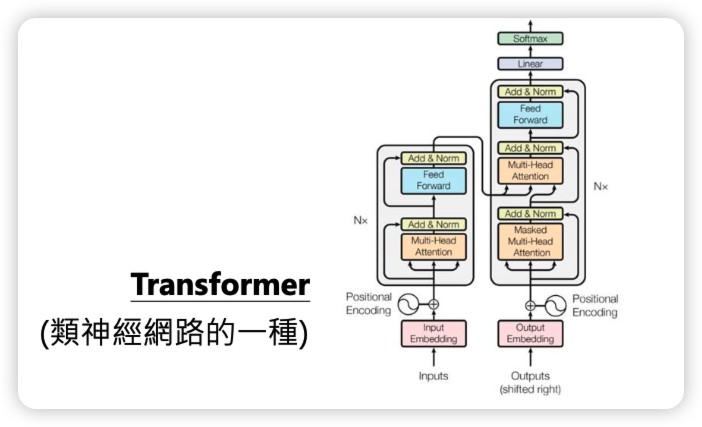 Transformer
(類神經網路的一種)
Softmax
Linear
Add & Norm
Feed
Forward
Add & Norm
Multi-Head
Attention
Add & Norm
Masked
Multi-Head
Attention
Nx
Add & Norm
Feed
Forward
Add & Norm
Multi-Head
Attention
Nx
Positional
Encoding
Input
Embedding
Inputs
Positional
Encoding
Output
Embedding
Outputs
(shifted right)